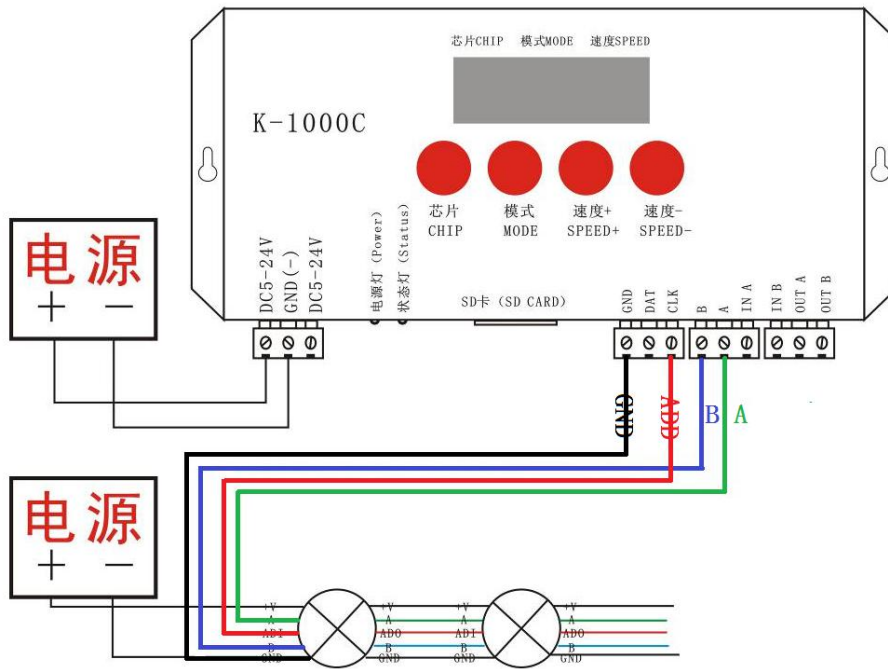 芯片CHIP 模式MODE 速度SPEED
K-1000C
芯片 CHIP
模式 MODE
速度+ SPEED+
速度- SPEED-
DC5-24V
GND(-)
DC5-24V
电源灯(Power)
状态灯(Status)
SD卡(SD CARD)
GND
DAT
CLK
B
A
IN A
IN B
OUT A
OUT B
电源
+ -
GND
ADD
B
A
电源
+ -
+V
A
ADI
B
GND
+V
A
ADO
B
GND
+V
A
ADI
B
GND
+V
A
ADO
B
GND